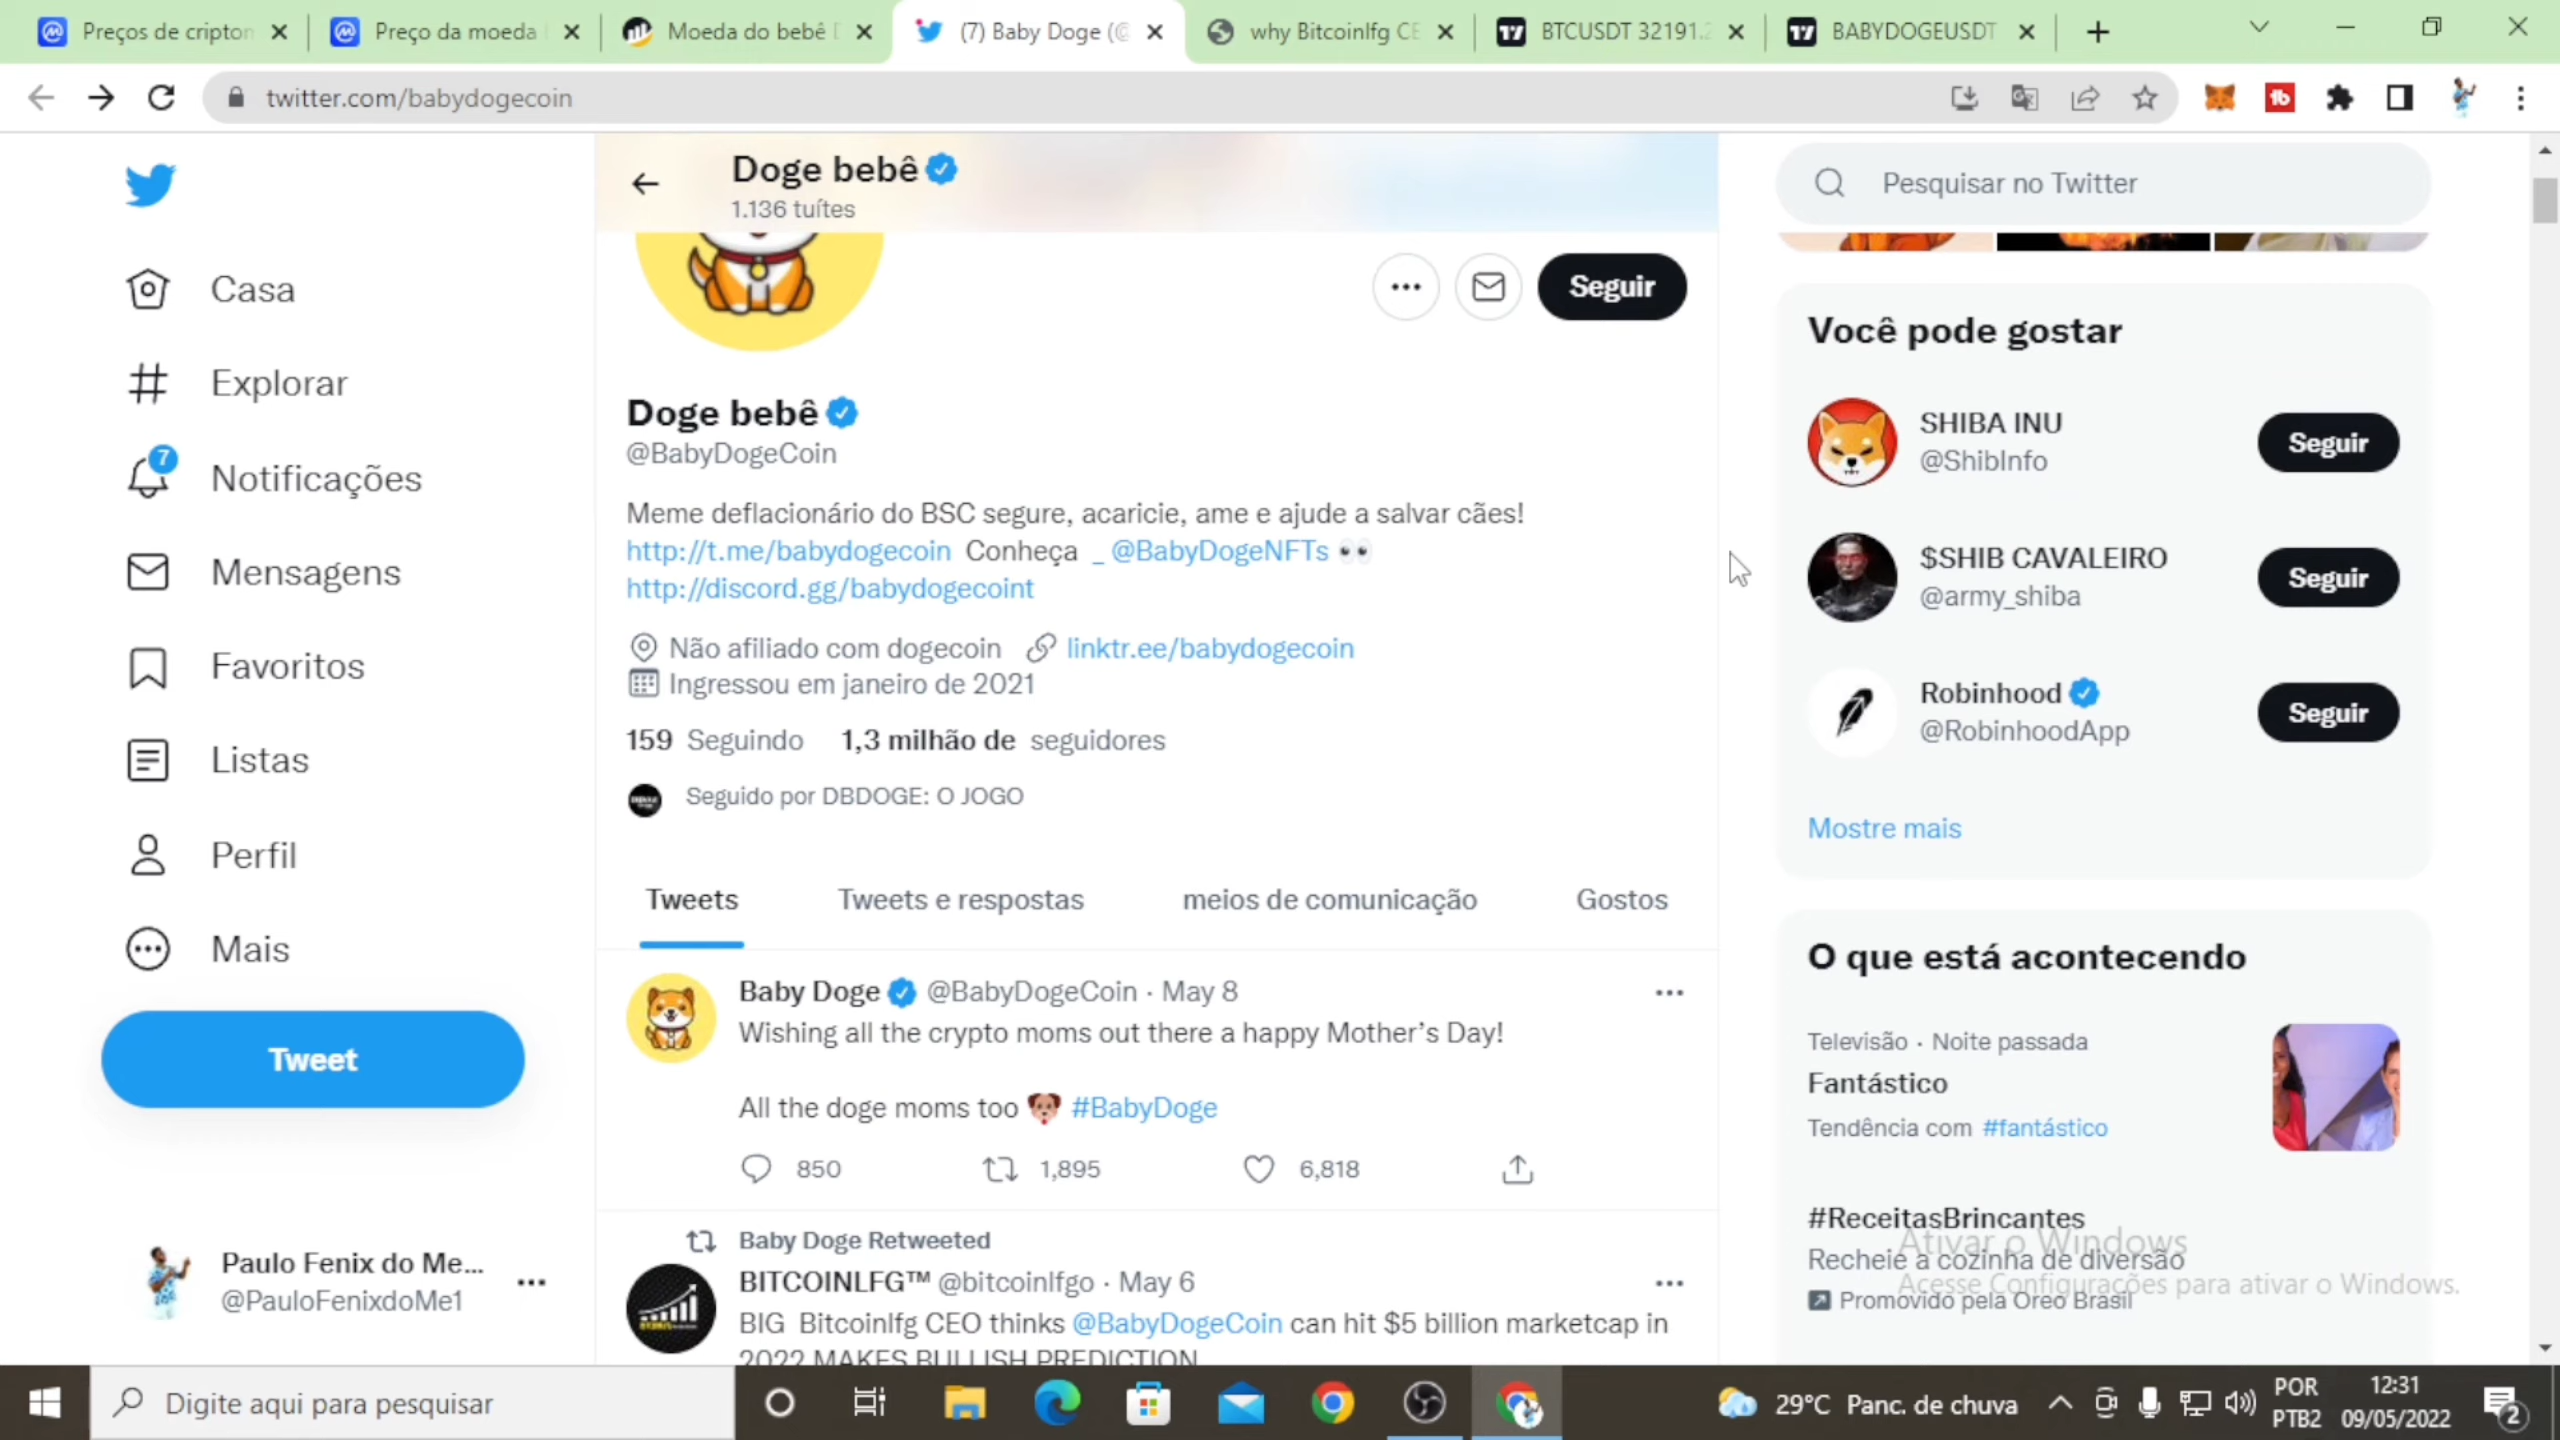 Preços de cripton
Preço da moeda
Moeda do bebê D
(7) Baby Doge (@
why Bitcoinlfg CE
BTCUSDT 32191.2
BABYDOGEUSDT
twitter.com/babydogecoin
Casa
Explorar
7
Notificações
Mensagens
Favoritos
Listas
Perfil
Mais
Tweet
Paulo Fenix do Me...
@PauloFenixdoMe1
Doge bebê
1.136 tuítes
Seguir
Doge bebê
@BabyDogeCoin
Meme deflacionário do BSC segure, acaricie, ame e ajude a salvar cães!
http://t.me/babydogecoin Conheça _ @BabyDogeNFTs 👀
http://discord.gg/babydogecoint
Não afiliado com dogecoin linktr.ee/babydogecoin
Ingressou em janeiro de 2021
159 Seguindo 1,3 milhão de seguidores
Seguido por DBDOGE: O JOGO
Tweets Tweets e respostas meios de comunicação Gostos
Baby Doge @BabyDogeCoin · May 8
Wishing all the crypto moms out there a happy Mother’s Day!
All the doge moms too 🐶 #BabyDoge
850 1,895 6,818
Baby Doge Retweeted
BITCOINLFG™ @bitcoinlfgo · May 6
BIG Bitcoinlfg CEO thinks @BabyDogeCoin can hit $5 billion marketcap in
2022 MAKES BULLISH PREDICTION
Pesquisar no Twitter
Você pode gostar
SHIBA INU
@ShibInfo
Seguir
$SHIB CAVALEIRO
@army_shiba
Seguir
Robinhood
@RobinhoodApp
Seguir
Mostre mais
O que está acontecendo
Televisão · Noite passada
Fantástico
Tendência com #fantástico
#ReceitasBrincantes
Recheie a cozinha de diversão
Promovido pela Oreo Brasil
Ativar o Windows
Acesse Configurações para ativar o Windows.
Digite aqui para pesquisar
29°C Panc. de chuva
POR
PTB2
12:31
09/05/2022
2